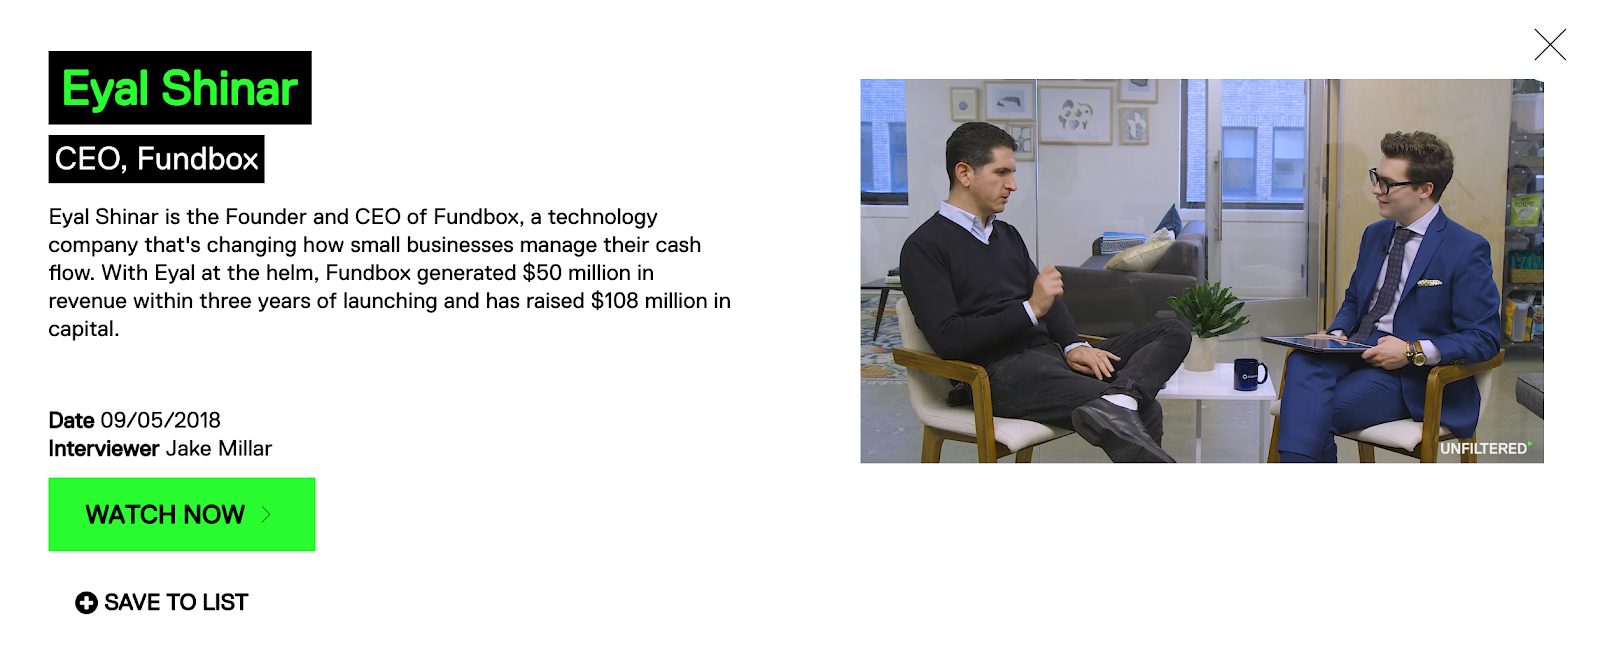 Eyal Shinar
CEO, Fundbox
Eyal Shinar is the Founder and CEO of Fundbox, a technology
company that's changing how small businesses manage their cash
flow. With Eyal at the helm, Fundbox generated $50 million in
revenue within three years of launching and has raised $108 million in
capital.
Date 09/05/2018
Interviewer Jake Millar
WATCH NOW
SAVE TO LIST
UNFILTERED